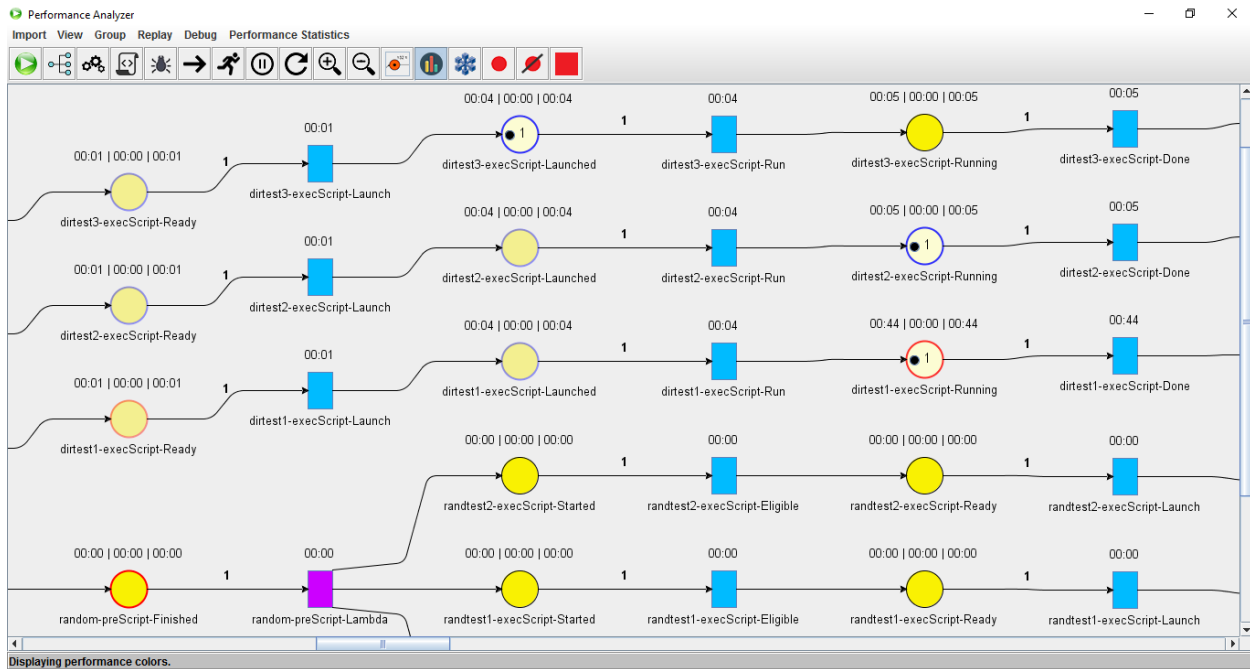 Performance Analyzer
Import View Group Replay Debug Performance Statistics
00:04 | 00:00 | 00:04
00:04
00:05 | 00:00 | 00:05
00:05
00:01
1
1
1
dirtest3-execScript-Launched
dirtest3-execScript-Run
dirtest3-execScript-Running
dirtest3-execScript-Done
00:01 | 00:00 | 00:01
1
dirtest3-execScript-Launch
dirtest3-execScript-Ready
00:04 | 00:00 | 00:04
00:04
00:05 | 00:00 | 00:05
00:05
00:01
1
1
1
dirtest2-execScript-Launched
dirtest2-execScript-Run
dirtest2-execScript-Running
dirtest2-execScript-Done
00:01 | 00:00 | 00:01
1
dirtest2-execScript-Launch
dirtest2-execScript-Ready
00:04 | 00:00 | 00:04
00:04
00:44 | 00:00 | 00:44
00:44
00:01
1
1
1
dirtest1-execScript-Launched
dirtest1-execScript-Run
dirtest1-execScript-Running
dirtest1-execScript-Done
00:01 | 00:00 | 00:01
1
dirtest1-execScript-Launch
dirtest1-execScript-Ready
00:00 | 00:00 | 00:00
00:00
00:00 | 00:00 | 00:00
00:00
1
1
randtest2-execScript-Started
randtest2-execScript-Eligible
randtest2-execScript-Ready
randtest2-execScript-Launch
00:00 | 00:00 | 00:00
00:00
00:00 | 00:00 | 00:00
00:00
00:00 | 00:00 | 00:00
00:00
1
1
1
random-preScript-Finished
random-preScript-Lambda
randtest1-execScript-Started
randtest1-execScript-Eligible
randtest1-execScript-Ready
randtest1-execScript-Launch
Displaying performance colors.